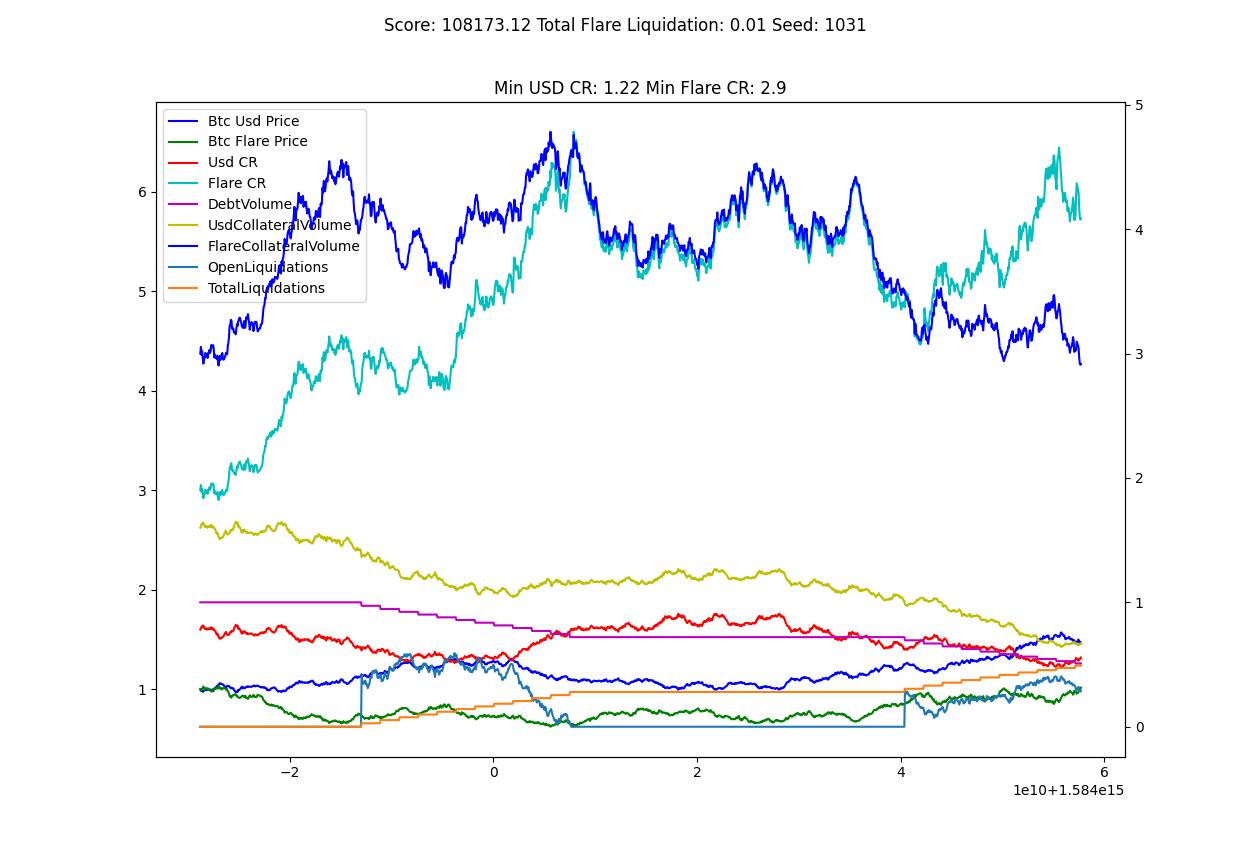 Score: 108173.12 Total Flare Liquidation: 0.01 Seed: 1031
Min USD CR: 1.22 Min Flare CR: 2.9
Btc Usd Price
Btc Flare Price
Usd CR
Flare CR
DebtVolume
UsdCollateralVolume
FlareCollateralVolume
OpenLiquidations
TotalLiquidations
6
5
4
3
2
1
5
4
3
2
1
0
−2
0
2
4
6
1e10+1.584e15